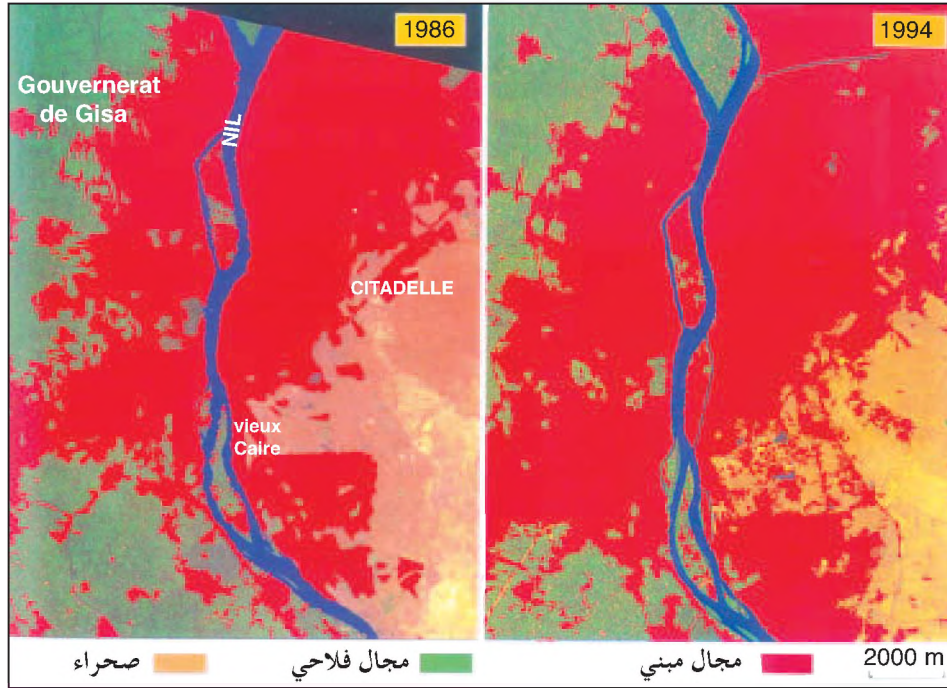 1986
1994
Gouvernerat
de Gisa
NIL
CITADELLE
vieux
Caire
2000 m
مجال مبني
مجال فلاحي
صحراء